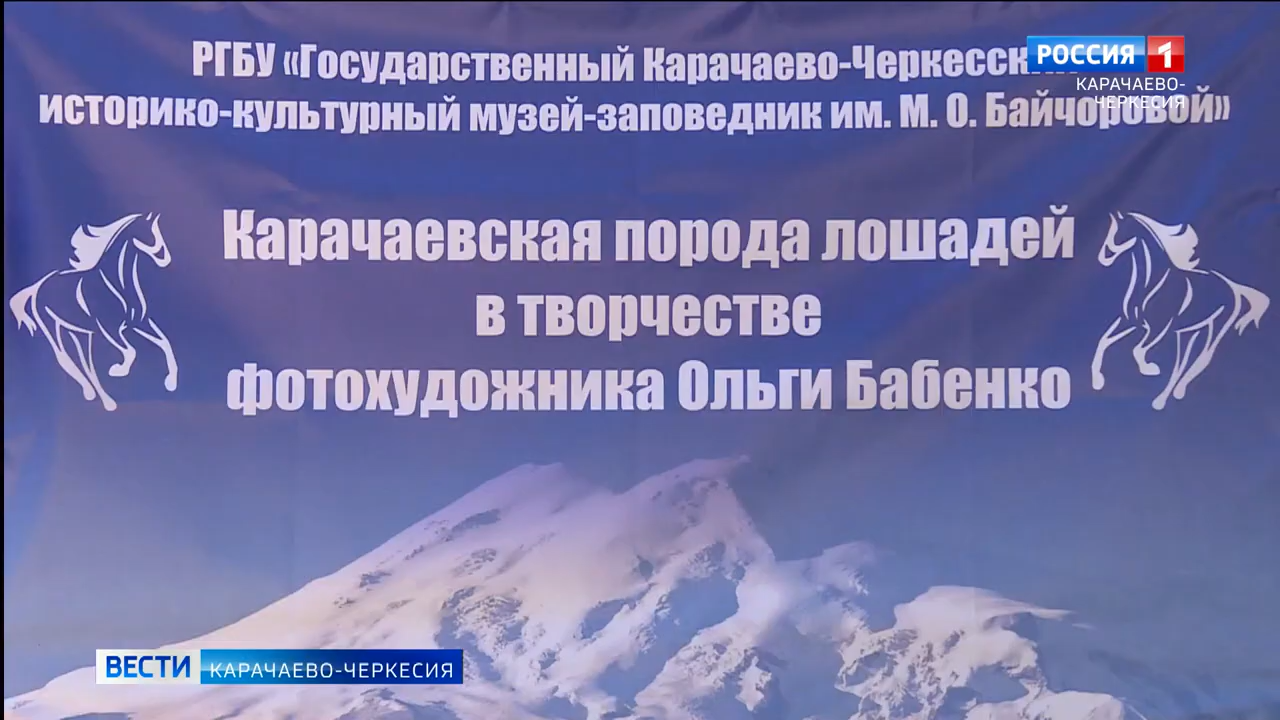 РГБУ «Государственный Карачаево-Черкесский
историко-культурный музей-заповедник им. М. О. Байчоровой»
РОССИЯ 1
КАРАЧАЕВО-
ЧЕРКЕСИЯ
Карачаевская порода лошадей
в творчестве
фотохудожника Ольги Бабенко
ВЕСТИ КАРАЧАЕВО-ЧЕРКЕСИЯ